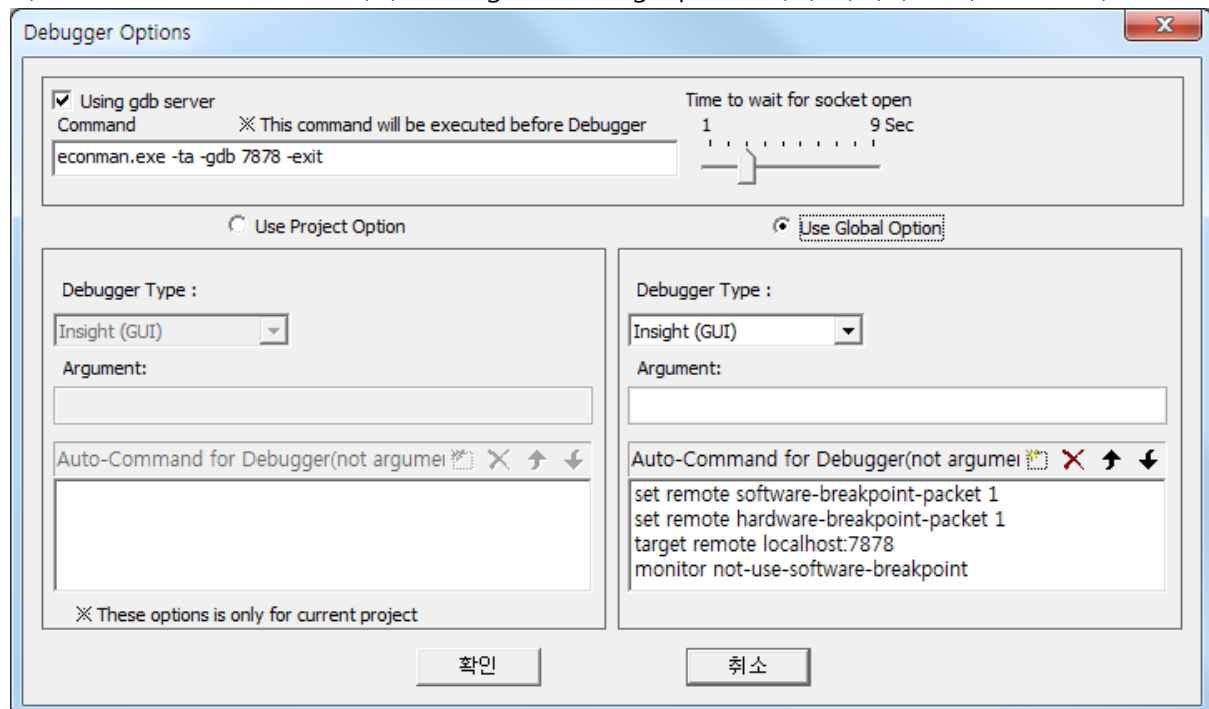 Debugger Options
Using gdb server
Command ※ This command will be executed before Debugger
econman.exe -ta -gdb 7878 -exit
Time to wait for socket open
1 9 Sec
Use Project Option
Use Global Option
Debugger Type :
Insight (GUI)
Argument:
Auto-Command for Debugger(not argumer
※ These options is only for current project
Debugger Type :
Insight (GUI)
Argument:
Auto-Command for Debugger(not argumer
set remote software-breakpoint-packet 1
set remote hardware-breakpoint-packet 1
target remote localhost:7878
monitor not-use-software-breakpoint
확인
취소